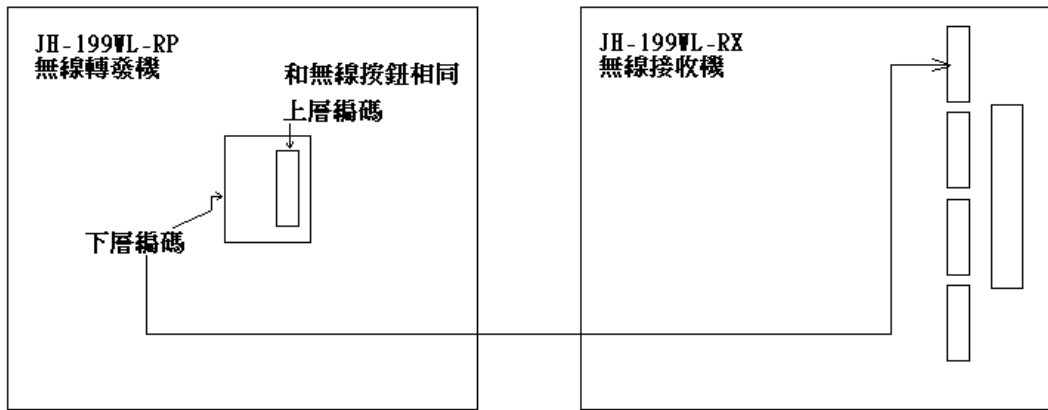 JH-199WL-RP
無線轉發機
和無線按鈕相同
上層編碼
下層編碼
JH-199WL-RX
無線接收機